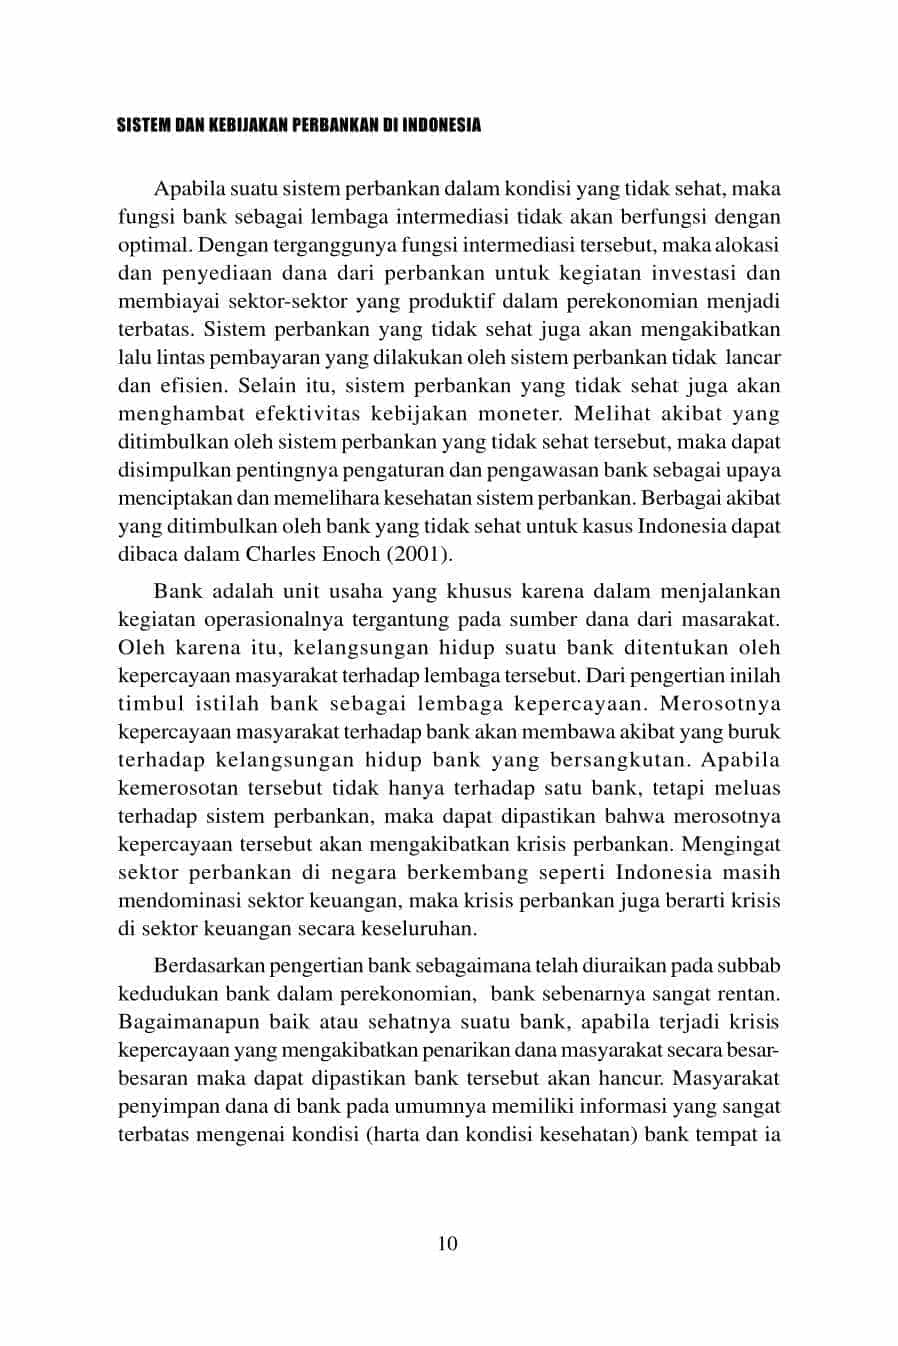 SISTEM DAN KEBIJAKAN PERBANKAN DI INDONESIA
Apabila suatu sistem perbankan dalam kondisi yang tidak sehat, maka
fungsi bank sebagai lembaga intermediasi tidak akan berfungsi dengan
optimal. Dengan terganggunya fungsi intermediasi tersebut, maka alokasi
dan penyediaan dana dari perbankan untuk kegiatan investasi dan
membiayai sektor-sektor yang produktif dalam perekonomian menjadi
terbatas. Sistem perbankan yang tidak sehat juga akan mengakibatkan
lalu lintas pembayaran yang dilakukan oleh sistem perbankan tidak lancar
dan efisien. Selain itu, sistem perbankan yang tidak sehat juga akan
menghambat efektivitas kebijakan moneter. Melihat akibat yang
ditimbulkan oleh sistem perbankan yang tidak sehat tersebut, maka dapat
disimpulkan pentingnya pengaturan dan pengawasan bank sebagai upaya
menciptakan dan memelihara kesehatan sistem perbankan. Berbagai akibat
yang ditimbulkan oleh bank yang tidak sehat untuk kasus Indonesia dapat
dibaca dalam Charles Enoch (2001).
Bank adalah unit usaha yang khusus karena dalam menjalankan
kegiatan operasionalnya tergantung pada sumber dana dari masarakat.
Oleh karena itu, kelangsungan hidup suatu bank ditentukan oleh
kepercayaan masyarakat terhadap lembaga tersebut. Dari pengertian inilah
timbul istilah bank sebagai lembaga kepercayaan. Merosotnya
kepercayaan masyarakat terhadap bank akan membawa akibat yang buruk
terhadap kelangsungan hidup bank yang bersangkutan. Apabila
kemerosotan tersebut tidak hanya terhadap satu bank, tetapi meluas
terhadap sistem perbankan, maka dapat dipastikan bahwa merosotnya
kepercayaan tersebut akan mengakibatkan krisis perbankan. Mengingat
sektor perbankan di negara berkembang seperti Indonesia masih
mendominasi sektor keuangan, maka krisis perbankan juga berarti krisis
di sektor keuangan secara keseluruhan.
Berdasarkan pengertian bank sebagaimana telah diuraikan pada subbab
kedudukan bank dalam perekonomian, bank sebenarnya sangat rentan.
Bagaimanapun baik atau sehatnya suatu bank, apabila terjadi krisis
kepercayaan yang mengakibatkan penarikan dana masyarakat secara besar-
besaran maka dapat dipastikan bank tersebut akan hancur. Masyarakat
penyimpan dana di bank pada umumnya memiliki informasi yang sangat
terbatas mengenai kondisi (harta dan kondisi kesehatan) bank tempat ia
10